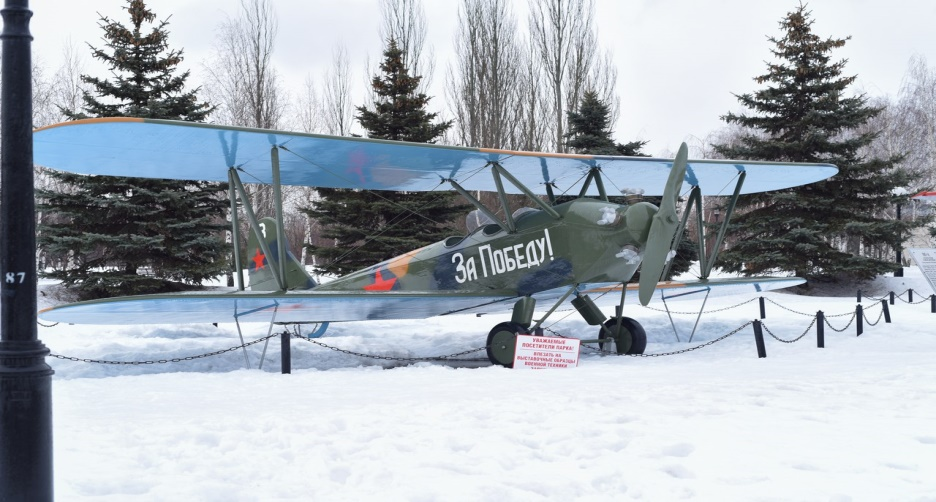 З
За Победу!
87
УВАЖАЕМЫЕ
ПОСЕТИТЕЛИ ПАРКА!
ВЛЕЗАТЬ НА
ВЫСТАВОЧНЫЕ ОБРАЗЦЫ
ВОЕННОЙ ТЕХНИКИ